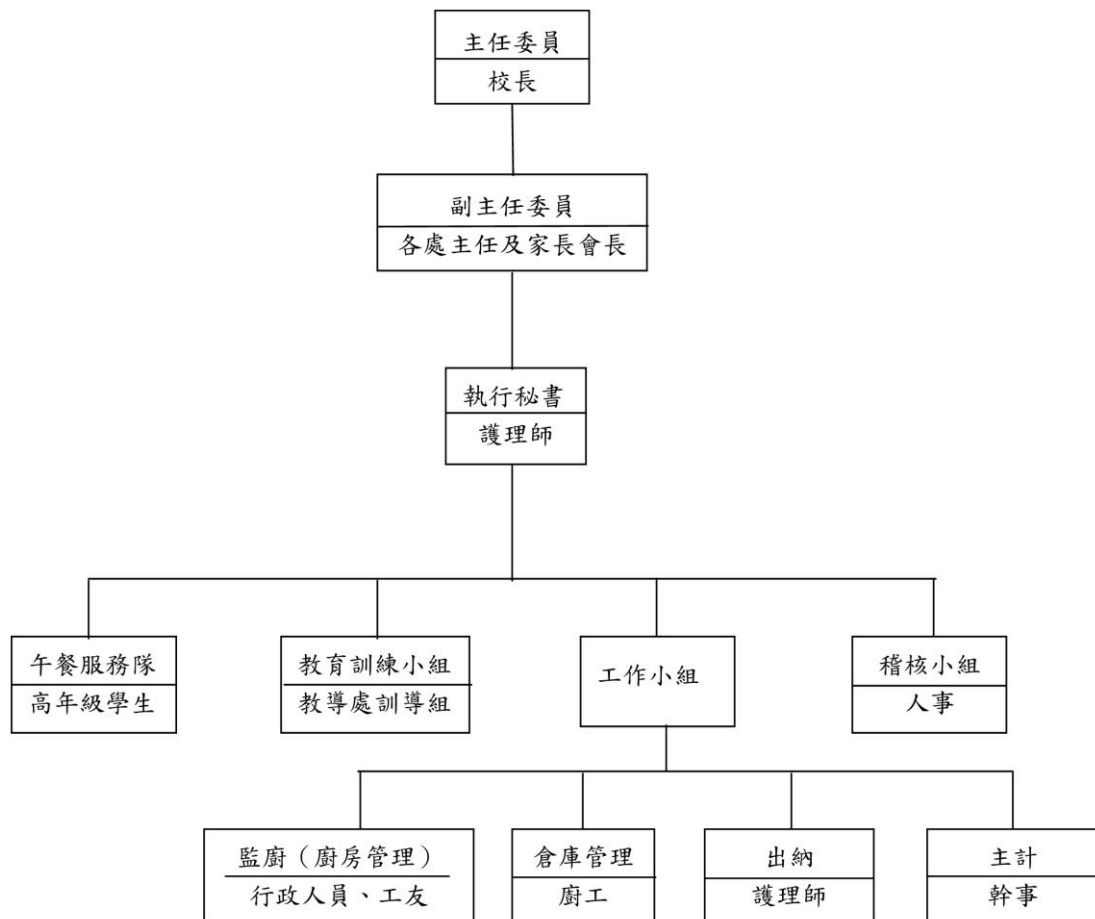 主任委員
校長
副主任委員
各處主任及家長會長
執行秘書
護理師
午餐服務隊
高年級學生
教育訓練小組
教導處訓導組
工作小組
稽核小組
人事
監廚（廚房管理）
行政人員、工友
倉庫管理
廚工
出納
護理師
主計
幹事